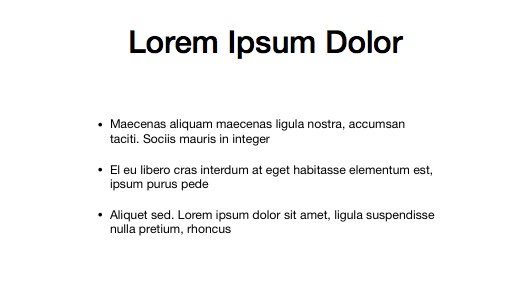 Lorem Ipsum Dolor
• Maecenas aliquam maecenas ligula nostra, accumsan
taciti. Sociis mauris in integer
• El eu libero cras interdum at eget habitasse elementum est,
ipsum purus pede
• Aliquet sed. Lorem ipsum dolor sit amet, ligula suspendisse
nulla pretium, rhoncus